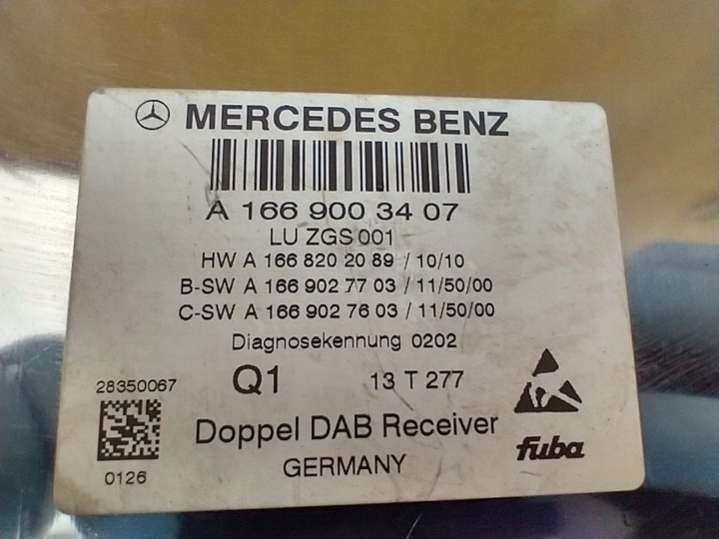 MERCEDES BENZ
A 166 900 34 07
LU ZGS 001
HW A 166 820 20 89 / 10/10
B-SW A 166 902 77 03 / 11/50/00
C-SW A 166 902 76 03 / 11/50/00
Diagnosekennung 0202
28350067 Q1 13 T 277
0126
Doppel DAB Receiver
GERMANY
fuba